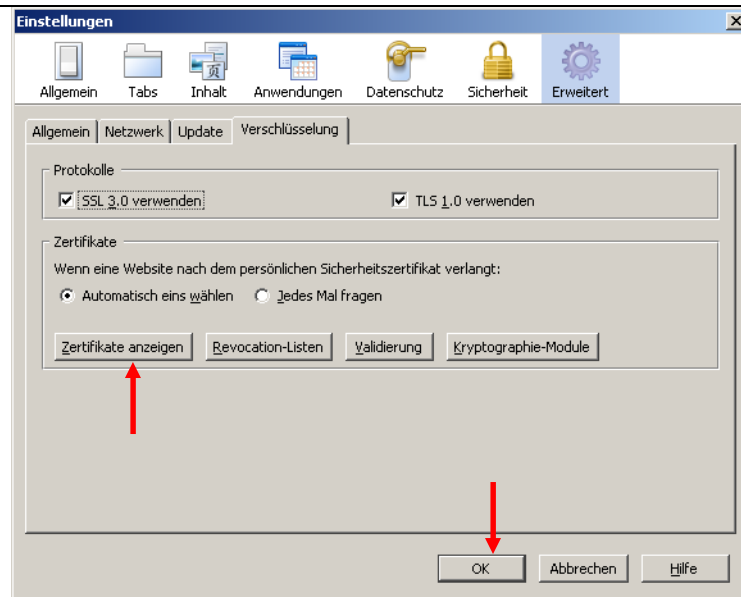 Einstellungen
Allgemein Tabs Inhalt Anwendungen Datenschutz Sicherheit Erweitert
Allgemein Netzwerk Update Verschlüsselung
Protokolle
SSL 3.0 verwenden TLS 1.0 verwenden
Zertifikate
Wenn eine Website nach dem persönlichen Sicherheitszertifikat verlangt:
Automatisch eins wählen Jedes Mal fragen
Zertifikate anzeigen Revocation-Listen Validierung Kryptographie-Module
OK Abbrechen Hilfe